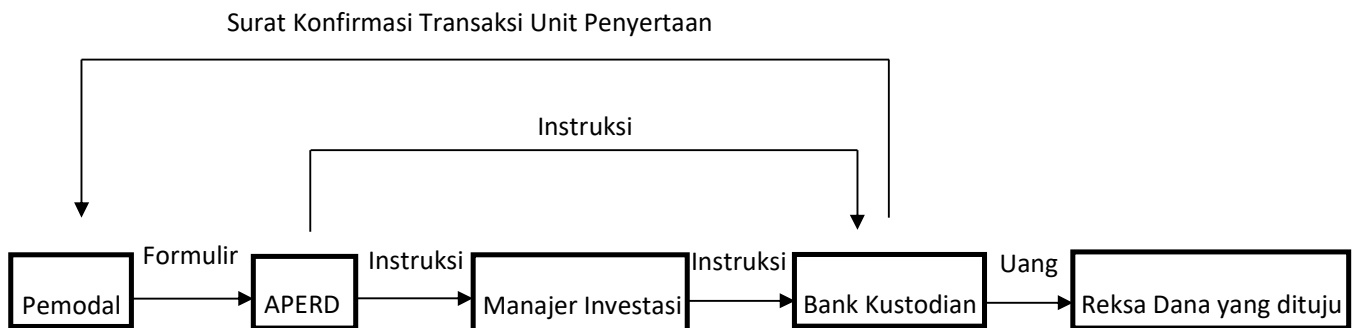 Surat Konfirmasi Transaksi Unit Penyertaan
Instruksi
Formulir
Instruksi
Instruksi
Uang
Pemodal
APERD
Manajer Investasi
Bank Kustodian
Reksa Dana yang dituju